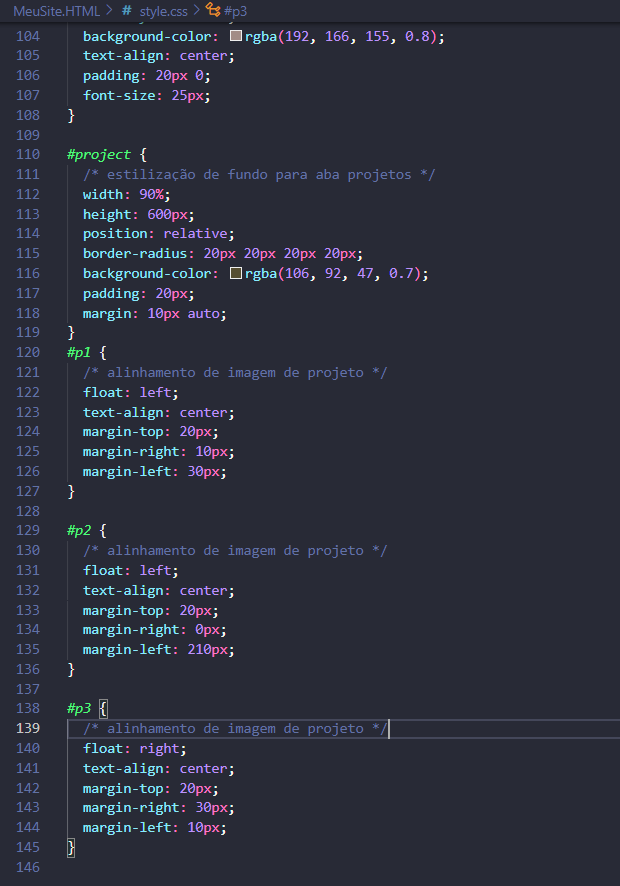 MeuSite.HTML > # style.css > #p3
104 background-color: rgba(192, 166, 155, 0.8);
105 text-align: center;
106 padding: 20px 0;
107 font-size: 25px;
108 }
109
110 #project {
111 /* estilização de fundo para aba projetos */
112 width: 90%;
113 height: 600px;
114 position: relative;
115 border-radius: 20px 20px 20px 20px;
116 background-color: rgba(106, 92, 47, 0.7);
117 padding: 20px;
118 margin: 10px auto;
119 }
120 #p1 {
121 /* alinhamento de imagem de projeto */
122 float: left;
123 text-align: center;
124 margin-top: 20px;
125 margin-right: 10px;
126 margin-left: 30px;
127 }
128
129 #p2 {
130 /* alinhamento de imagem de projeto */
131 float: left;
132 text-align: center;
133 margin-top: 20px;
134 margin-right: 0px;
135 margin-left: 210px;
136 }
137
138 #p3 {
139 /* alinhamento de imagem de projeto */
140 float: right;
141 text-align: center;
142 margin-top: 20px;
143 margin-right: 30px;
144 margin-left: 10px;
145 }
146